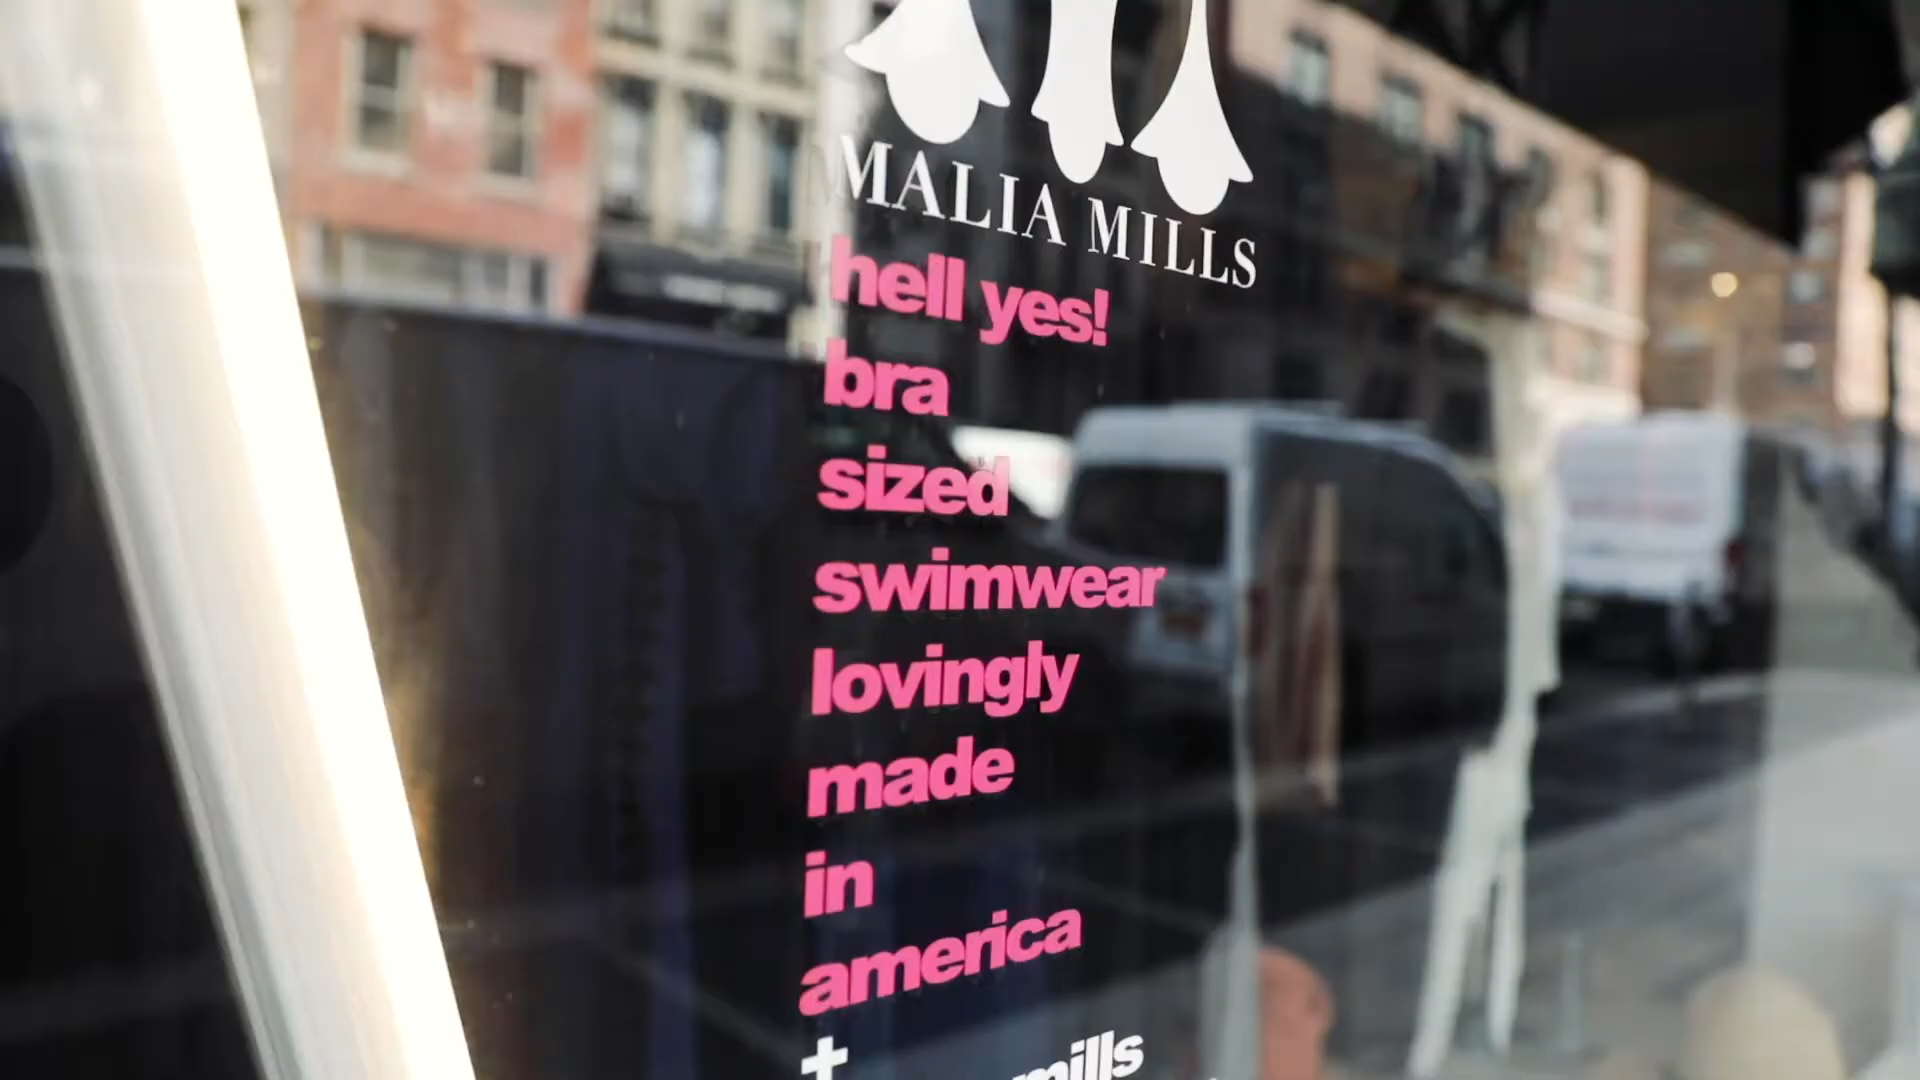 MALIA MILLS
hell yes!
bra
sized
swimwear
lovingly
made
in
america